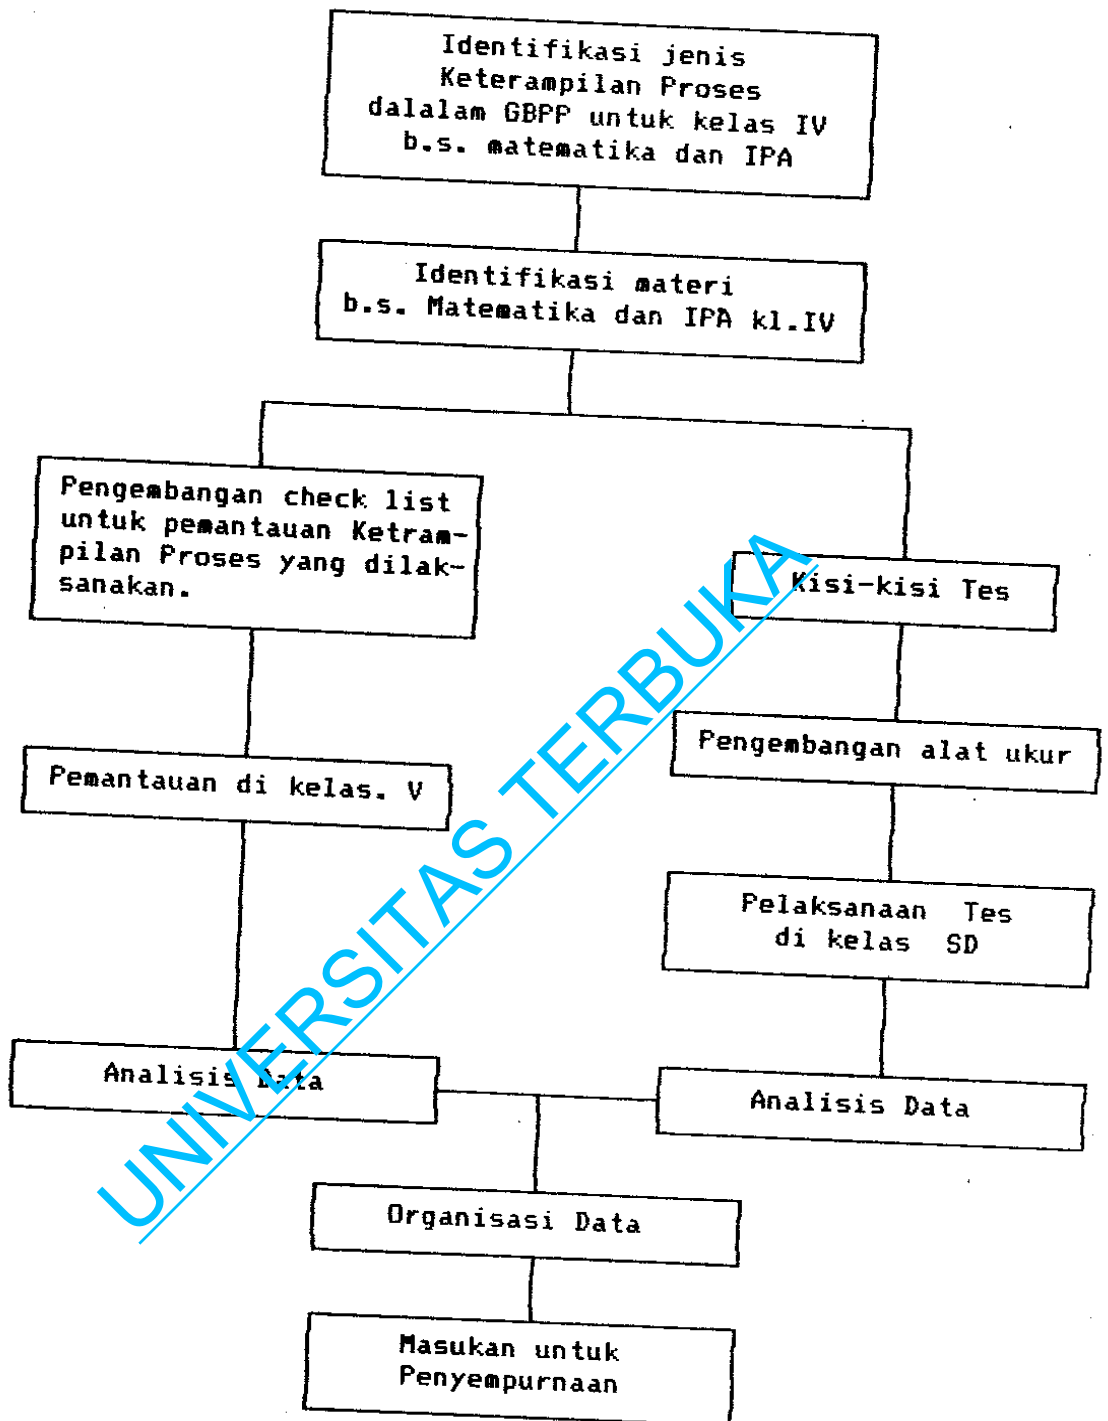 Identifikasi jenis
Keterampilan Proses
dalalam GBPP untuk kelas IV
b.s. matematika dan IPA
Identifikasi materi
b.s. Matematika dan IPA kl.IV
Pengembangan check list
untuk pemantauan Ketram-
pilan Proses yang dilak-
sanakan.
Kisi-kisi Tes
Pengembangan alat ukur
Pemantauan di kelas. V
Pelaksanaan Tes
di kelas SD
Analisis Data
Analisis Data
Organisasi Data
Masukan untuk
Penyempurnaan
UNIVERSITAS TERBUKA